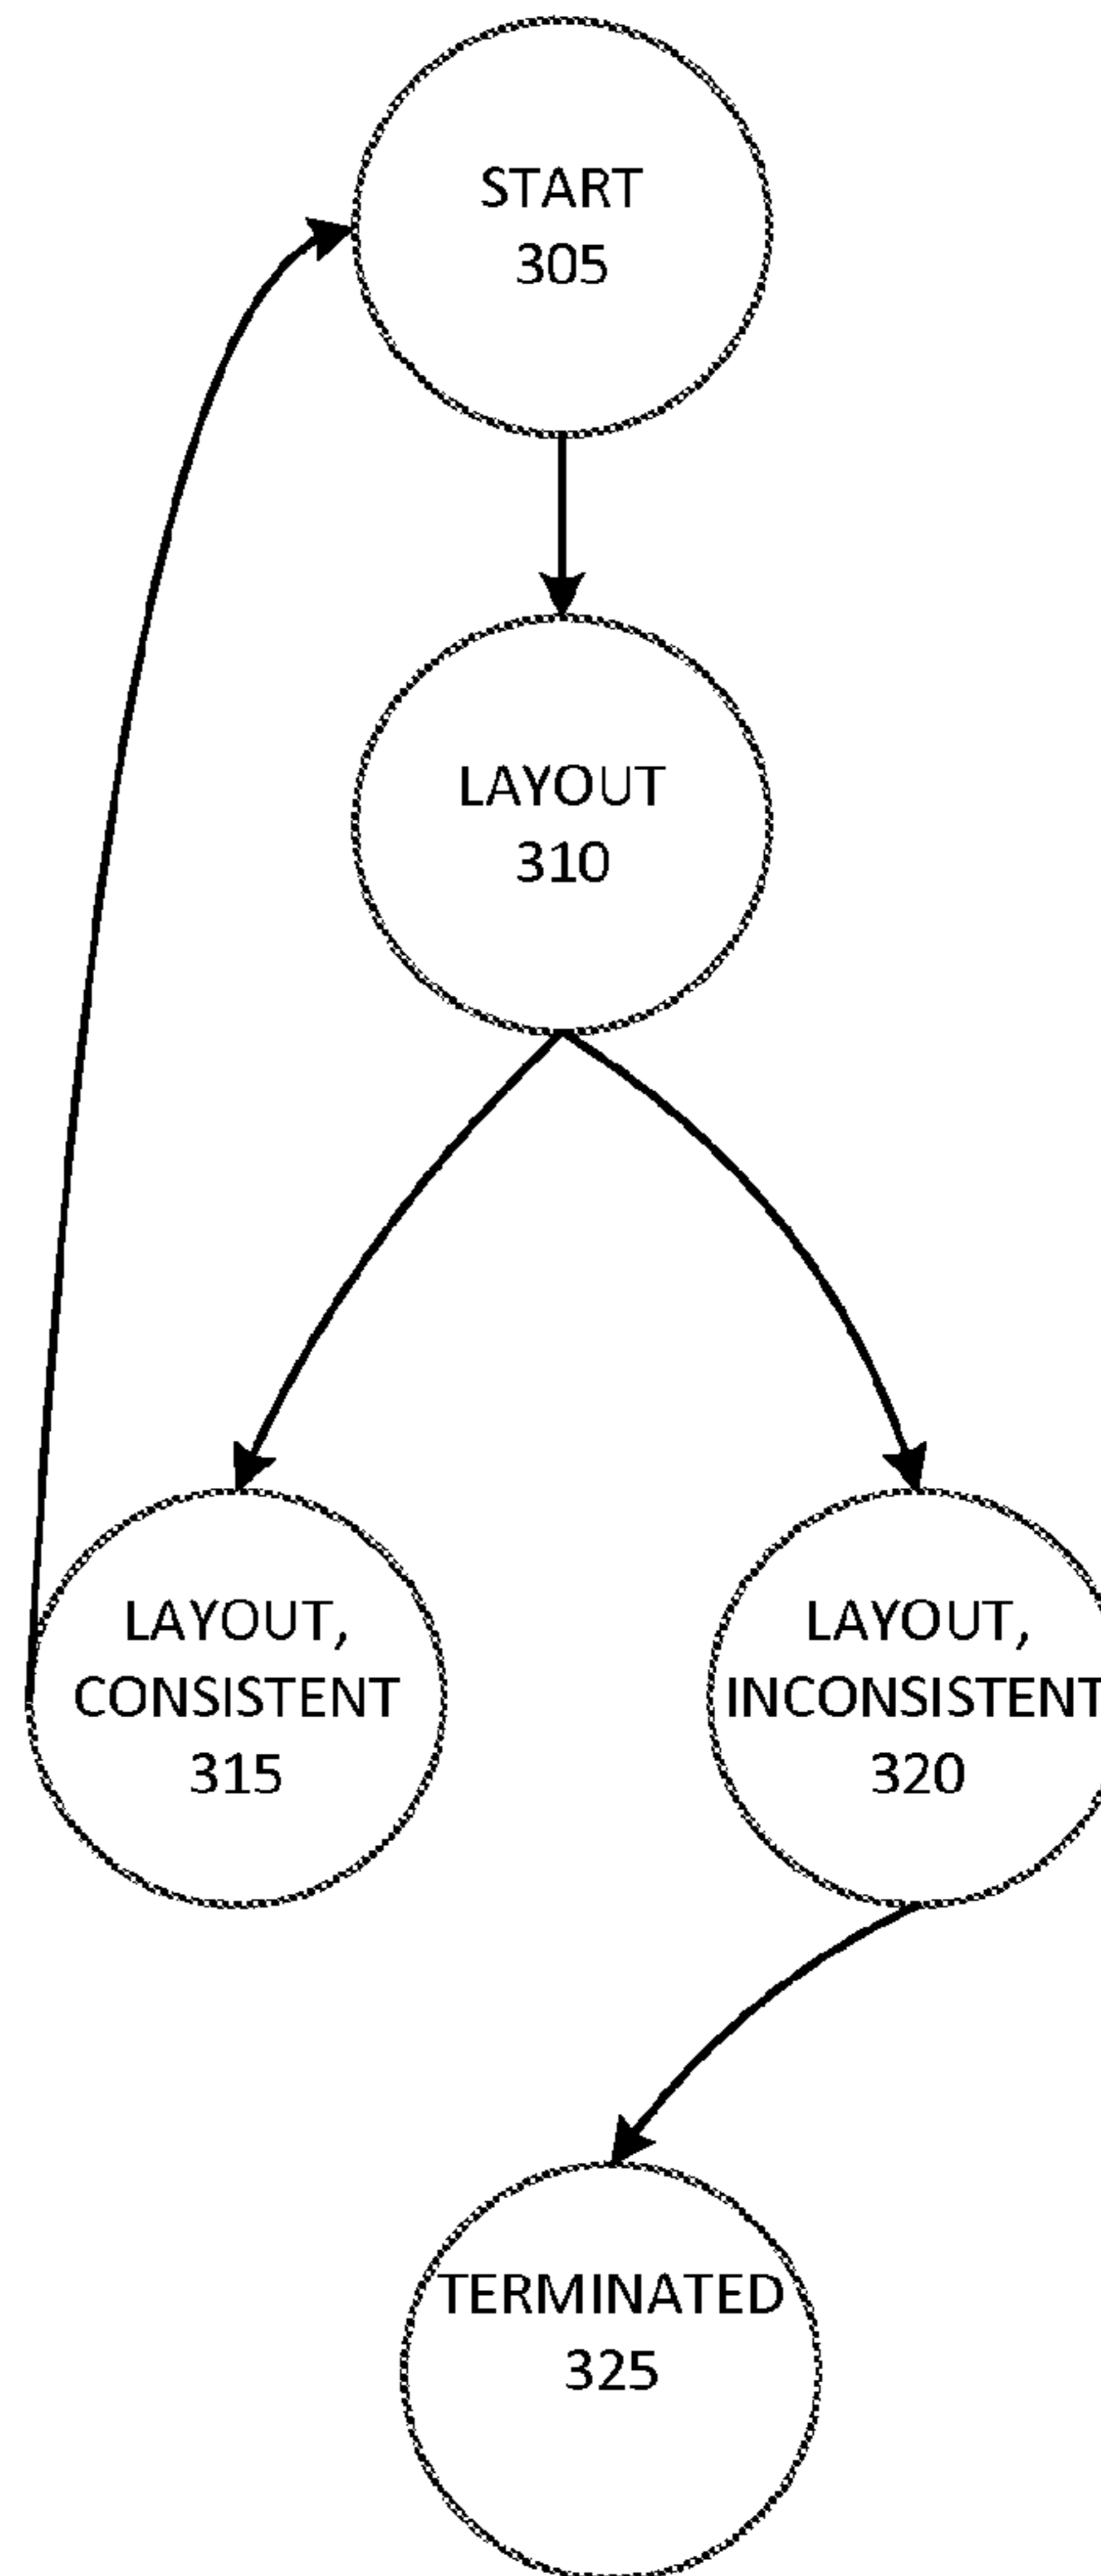 START
305
LAYOUT
310
LAYOUT,
CONSISTENT
315
LAYOUT,
INCONSISTENT
320
TERMINATED
325